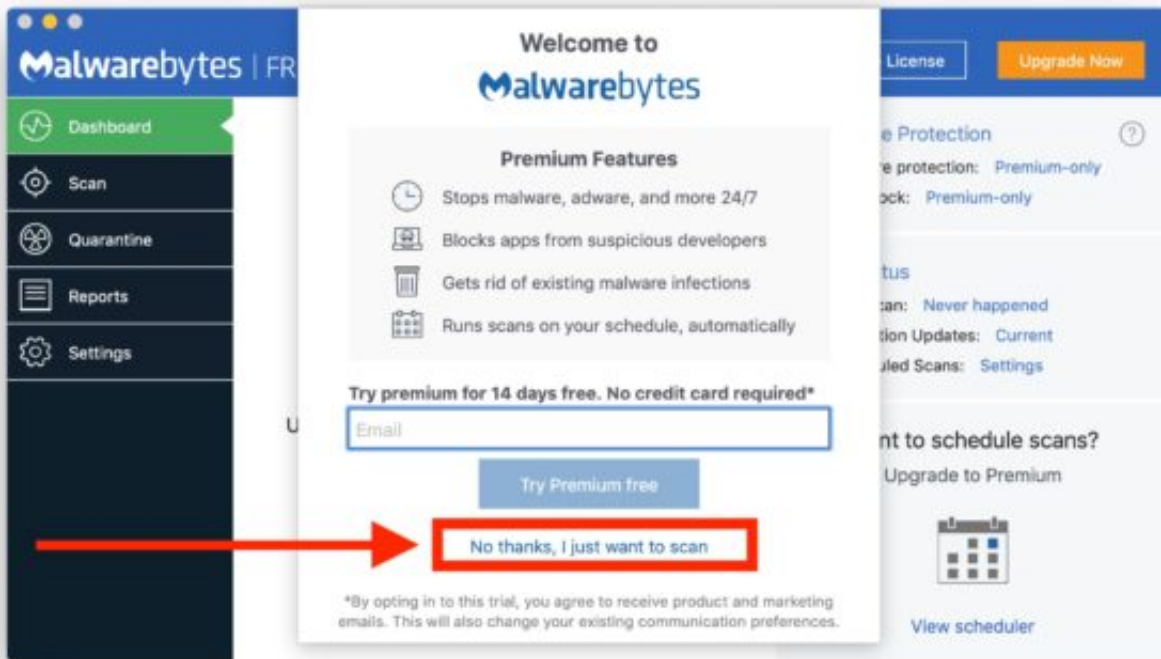 Malwarebytes | FR
License
Upgrade Now
Dashboard
Scan
Quarantine
Reports
Settings
Welcome to
Malwarebytes
Premium Features
Stops malware, adware, and more 24/7
Blocks apps from suspicious developers
Gets rid of existing malware infections
Runs scans on your schedule, automatically
Try premium for 14 days free. No credit card required*
Email
Try Premium free
No thanks, I just want to scan
*By opting in to this trial, you agree to receive product and marketing
emails. This will also change your existing communication preferences.
U
e Protection
?
e protection: Premium-only
ock: Premium-only
tus
can: Never happened
tion Updates: Current
uled Scans: Settings
nt to schedule scans?
Upgrade to Premium
View scheduler